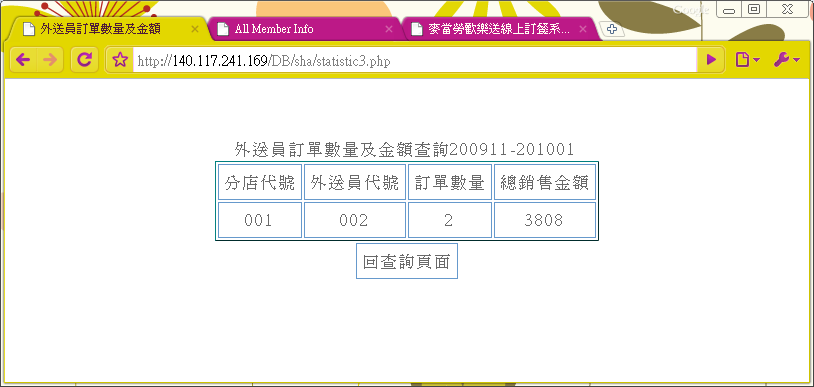 Google
外送員訂單數量及金額
All Member Info
麥當勞歡樂送線上訂餐系...
http://140.117.241.169/DB/sha/statistic3.php
外送員訂單數量及金額查詢200911-201001
分店代號 外送員代號 訂單數量 總銷售金額
001 002 2 3808
回查詢頁面